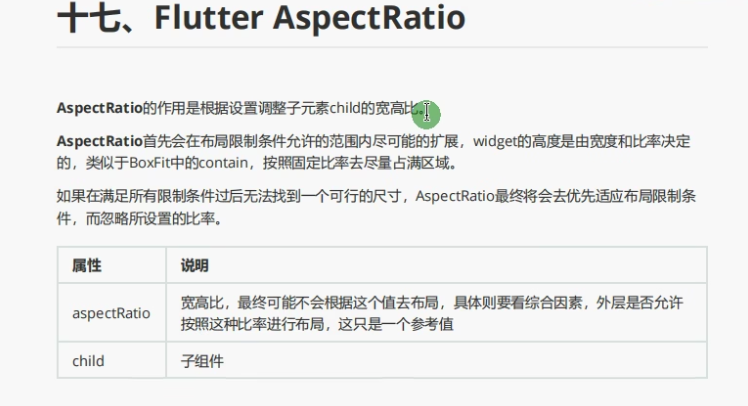 十七、Flutter AspectRatio
AspectRatio的作用是根据设置调整子元素child的宽高比。
AspectRatio首先会在布局限制条件允许的范围内尽可能的扩展，widget的高度是由宽度和比率决定
的，类似于BoxFit中的contain，按照固定比率去尽量占满区域。
如果在满足所有限制条件过后无法找到一个可行的尺寸，AspectRatio最终将会去优先适应布局限制条
件，而忽略所设置的比率。
属性 说明
aspectRatio 宽高比，最终可能不会根据这个值去布局，具体则要看综合因素，外层是否允许
按照这种比率进行布局，这只是一个参考值
child 子组件